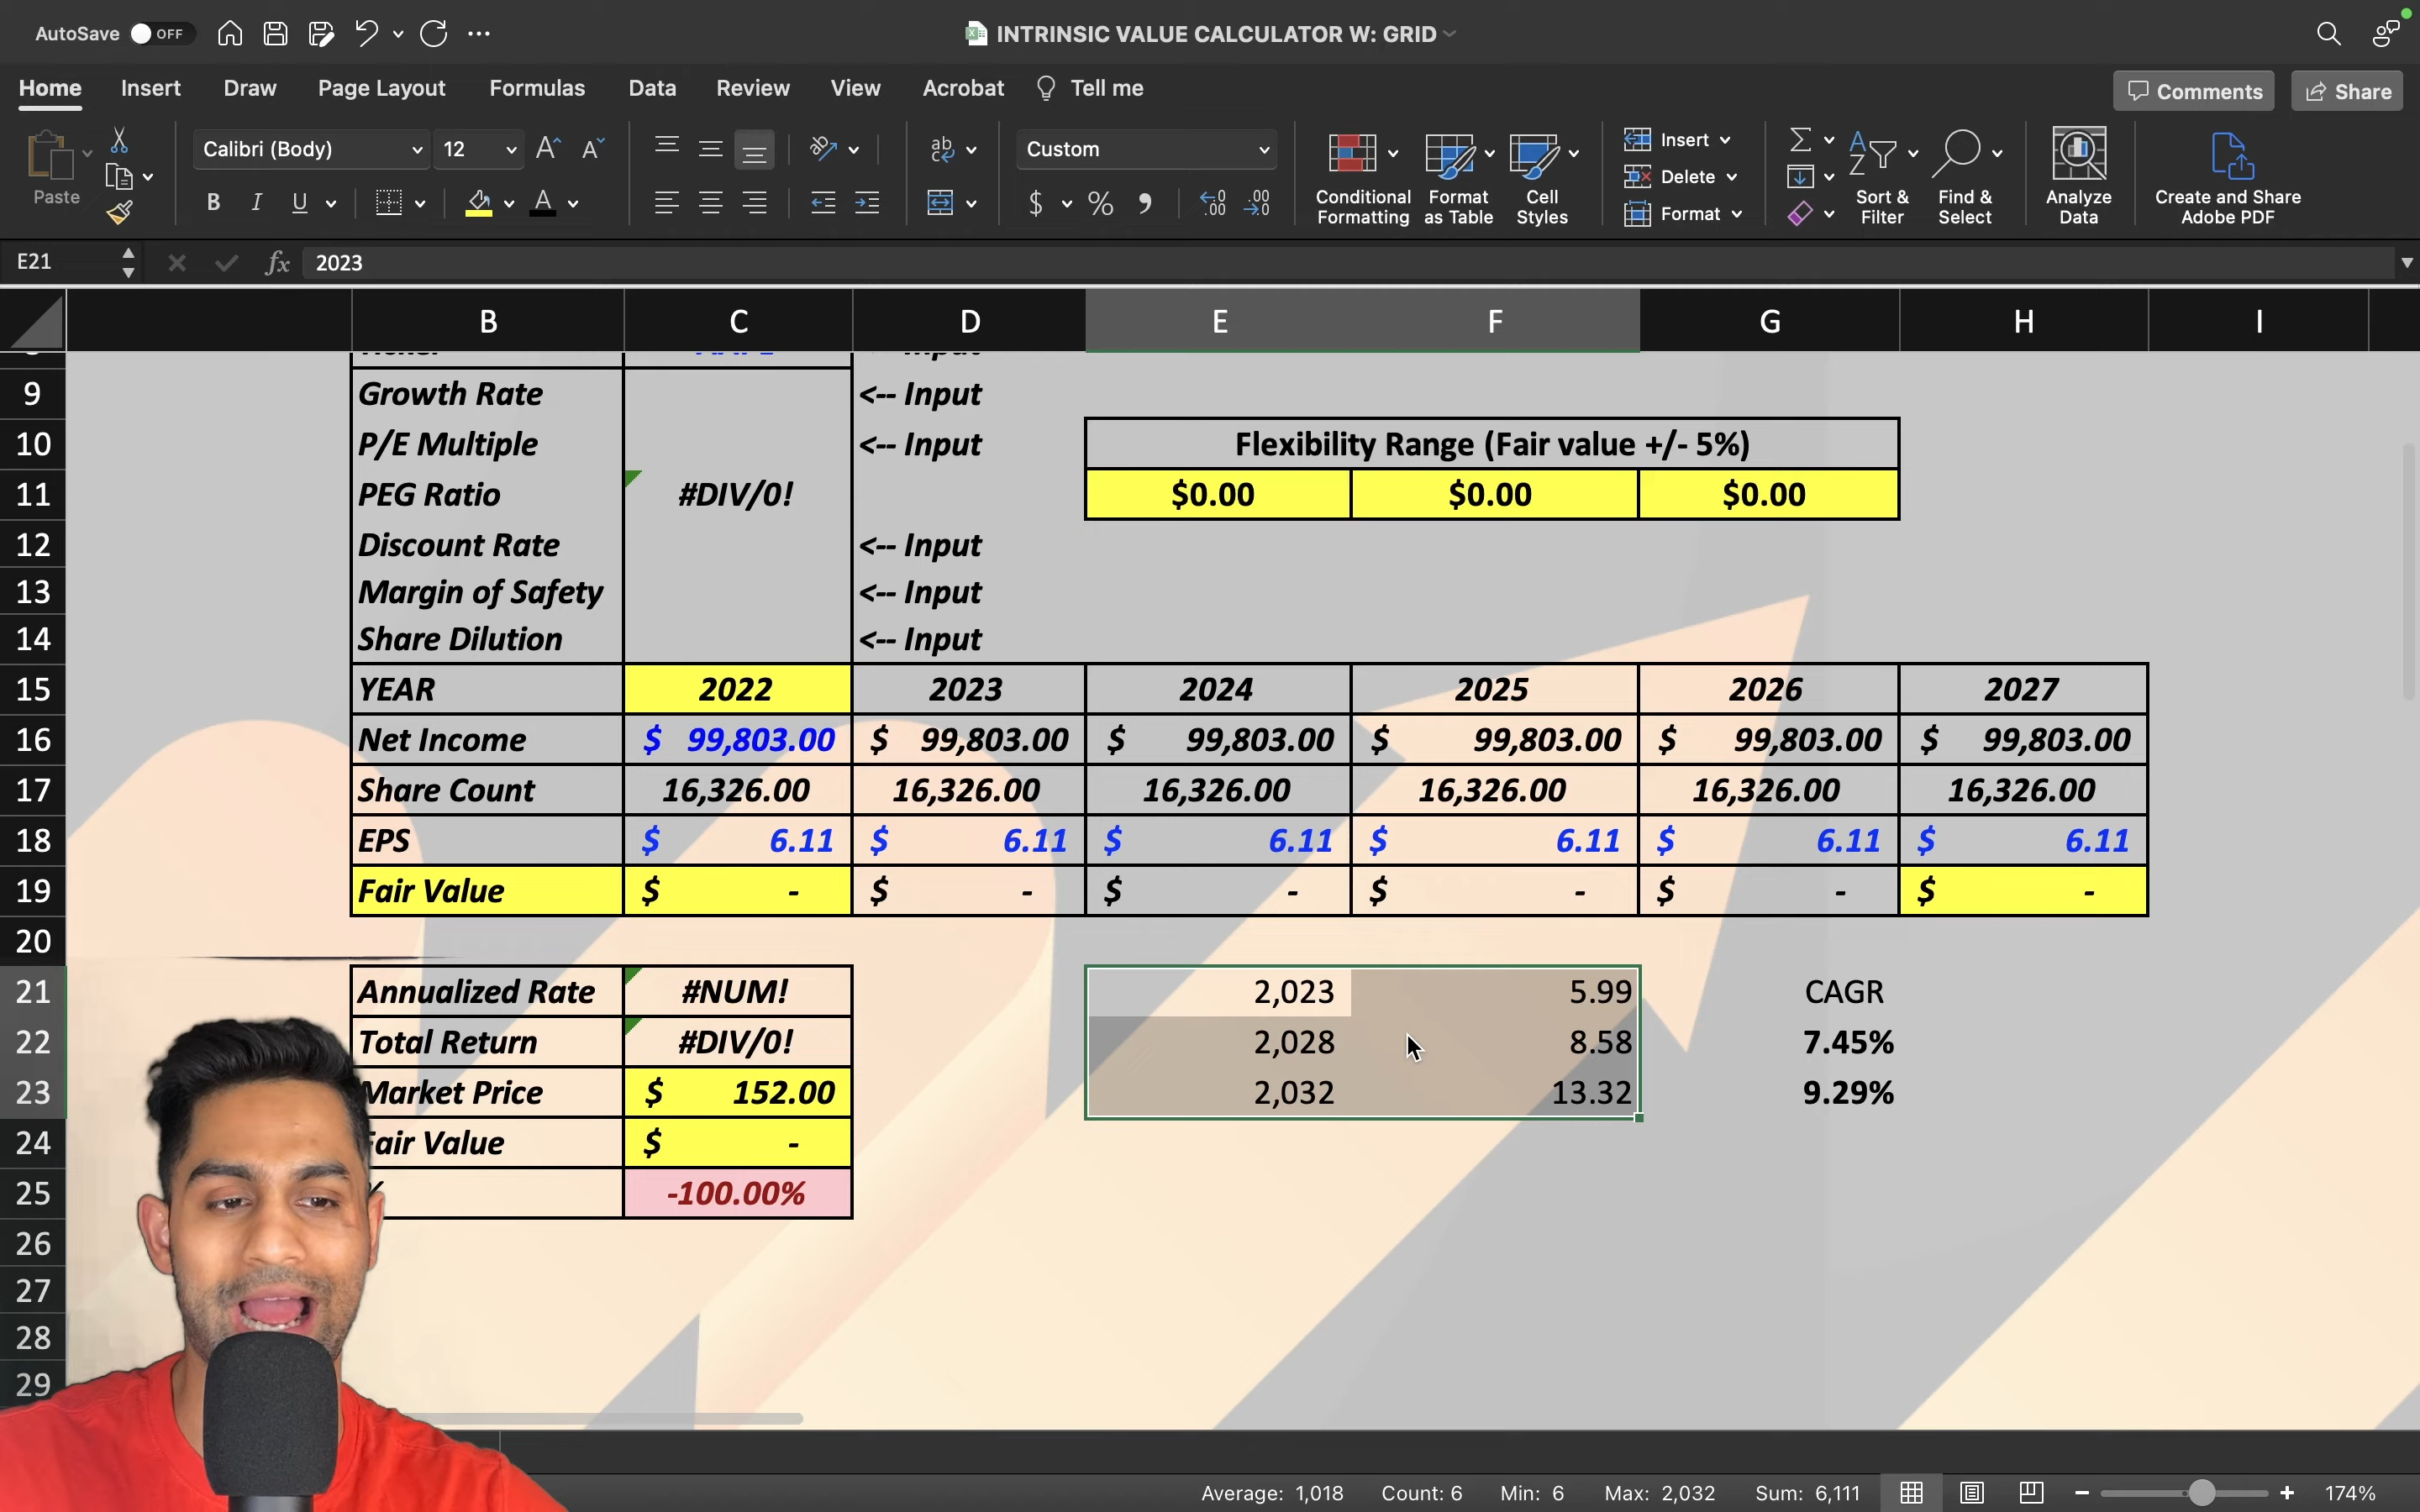 AutoSave OFF INTRINSIC VALUE CALCULATOR W: GRID
Home Insert Draw Page Layout Formulas Data Review View Acrobat Tell me Comments Share
Paste Calibri (Body) 12 Custom Conditional Formatting Format as Table Cell Styles Insert Delete Format Sort & Filter Find & Select Analyze Data Create and Share Adobe PDF
E21 fx 2023
B C D E F G H I
9 Growth Rate <-- Input
10 P/E Multiple <-- Input Flexibility Range (Fair value +/- 5%)
11 PEG Ratio #DIV/0! $0.00 $0.00 $0.00
12 Discount Rate <-- Input
13 Margin of Safety <-- Input
14 Share Dilution <-- Input
15 YEAR 2022 2023 2024 2025 2026 2027
16 Net Income $ 99,803.00 $ 99,803.00 $ 99,803.00 $ 99,803.00 $ 99,803.00 $ 99,803.00
17 Share Count 16,326.00 16,326.00 16,326.00 16,326.00 16,326.00 16,326.00
18 EPS $ 6.11 $ 6.11 $ 6.11 $ 6.11 $ 6.11 $ 6.11
19 Fair Value $ - $ - $ - $ - $ - $ -
20
21 Annualized Rate #NUM! 2,023 5.99 CAGR
22 Total Return #DIV/0! 2,028 8.58 7.45%
23 Market Price $ 152.00 2,032 13.32 9.29%
24 Fair Value $ -
25 % -100.00%
26
27
28
29
Average: 1,018 Count: 6 Min: 6 Max: 2,032 Sum: 6,111 174%